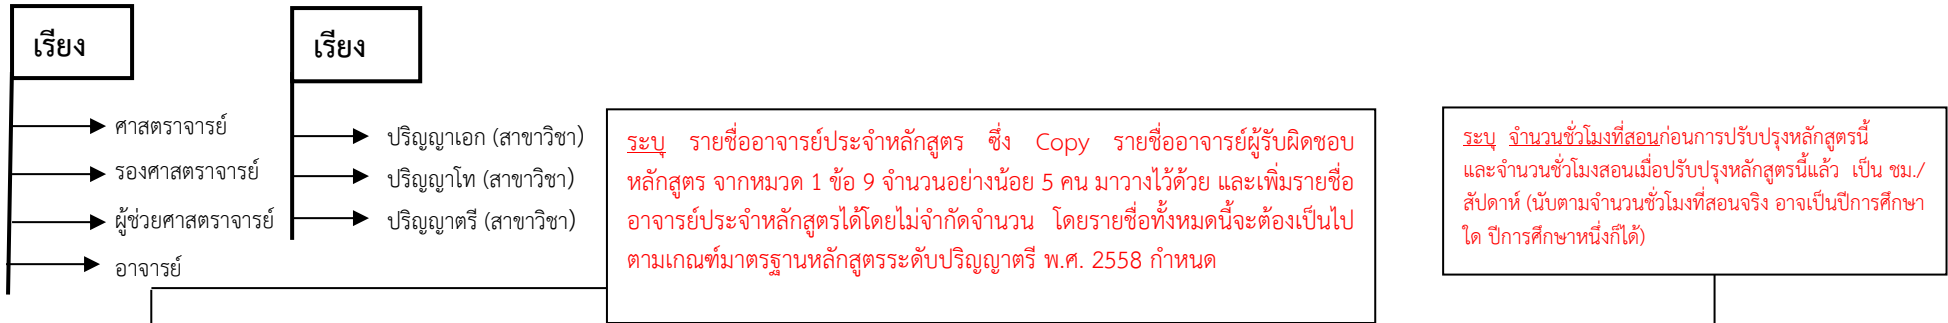 เรียง
ศาสตราจารย์
รองศาสตราจารย์
ผู้ช่วยศาสตราจารย์
อาจารย์
เรียง
ปริญญาเอก (สาขาวิชา)
ปริญญาโท (สาขาวิชา)
ปริญญาตรี (สาขาวิชา)
ระบุ รายชื่ออาจารย์ประจำหลักสูตร ซึ่ง Copy รายชื่ออาจารย์ผู้รับผิดชอบ
หลักสูตร จากหมวด 1 ข้อ 9 จำนวนอย่างน้อย 5 คน มาวางไว้ด้วย และเพิ่มรายชื่อ
อาจารย์ประจำหลักสูตรได้โดยไม่จำกัดจำนวน โดยรายชื่อทั้งหมดนี้จะต้องเป็นไป
ตามเกณฑ์มาตรฐานหลักสูตรระดับปริญญาตรี พ.ศ. 2558 กำหนด
ระบุ จำนวนชั่วโมงที่สอนก่อนการปรับปรุงหลักสูตรนี้
และจำนวนชั่วโมงสอนเมื่อปรับปรุงหลักสูตรนี้แล้ว เป็น ชม./
สัปดาห์ (นับตามจำนวนชั่วโมงที่สอนจริง อาจเป็นปีการศึกษา
ใด ปีการศึกษาหนึ่งก็ได้)